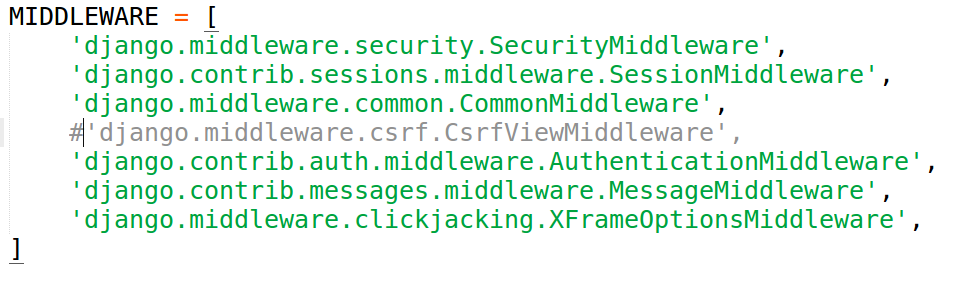 MIDDLEWARE = [
    'django.middleware.security.SecurityMiddleware',
    'django.contrib.sessions.middleware.SessionMiddleware',
    'django.middleware.common.CommonMiddleware',
    #'django.middleware.csrf.CsrfViewMiddleware',
    'django.contrib.auth.middleware.AuthenticationMiddleware',
    'django.contrib.messages.middleware.MessageMiddleware',
    'django.middleware.clickjacking.XFrameOptionsMiddleware',
]